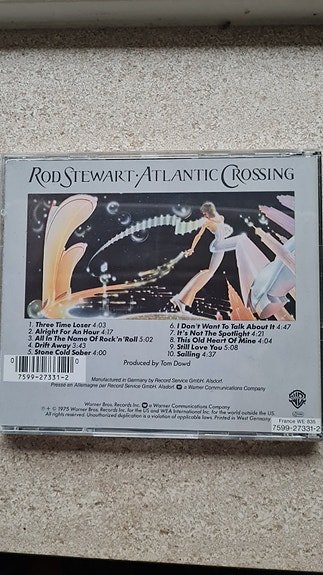 ROD STEWART · ATLANTIC CROSSING
1. Three Time Loser 4:03
2. Alright For An Hour 4:17
3. All In The Name Of Rock'n'Roll 5:02
4. Drift Away 3:43
5. Stone Cold Sober 4:00
6. I Don't Want To Talk About It 4:47
7. It's Not The Spotlight 4:21
8. This Old Heart Of Mine 4:04
9. Still Love You 5:08
10. Sailing 4:37
Produced by Tom Dowd
7599-27331-2
Manufactured in Germany by Record Service GmbH, Alsdorf.
Pressé en Allemagne par Record Service GmbH, Alsdorf. a Warner Communications Company
Warner Bros. Records Inc. a Warner Communications Company
℗ + © 1975 Warner Bros. Records Inc. for the US and WEA International Inc. for the world outside the US.
All rights reserved. Unauthorized duplication is a violation of applicable laws. Printed in West Germany.
France WE 835
7599-27331-2